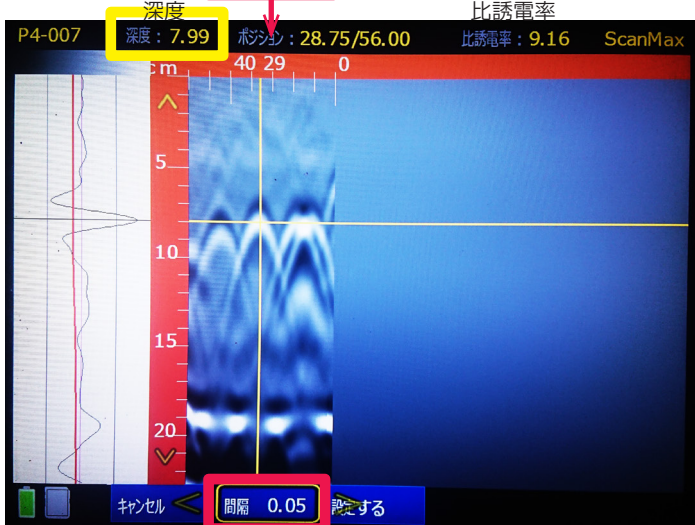 深度
比誘電率
P4-007
深度：7.99
ポジション：28.75/56.00
比誘電率：9.16
ScanMax
cm
40 29
0
5
10
15
20
キャンセル
間隔 0.05
設定する